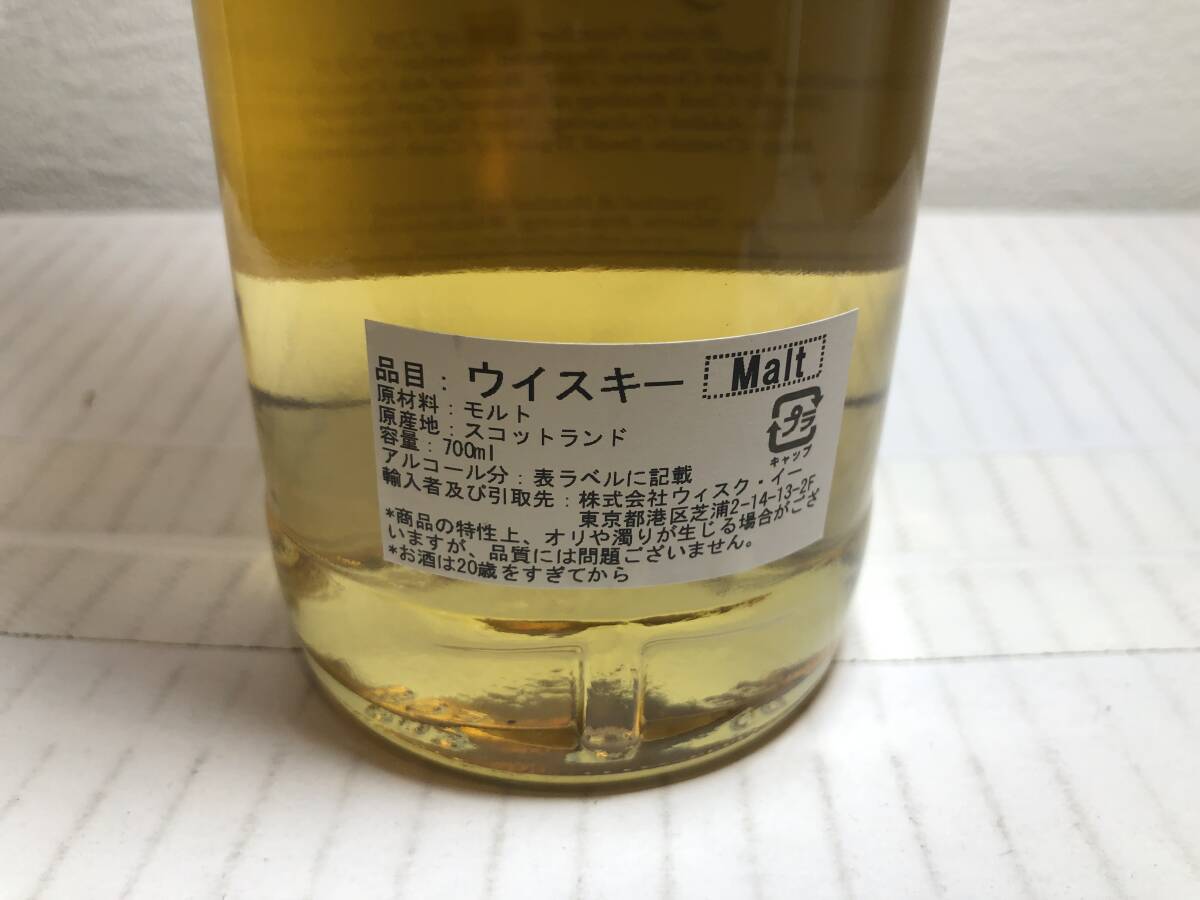 品目：ウイスキー Malt
原材料：モルト
原産地：スコットランド
容量：700ml
アルコール分：表ラベルに記載
輸入者及び引取先：株式会社ウィスク・イー
東京都港区芝浦2-14-13-2F
*商品の特性上、オリや濁りが生じる場合がござ
いますが、品質には問題ございません。
*お酒は20歳をすぎてから
プラ
キャップ